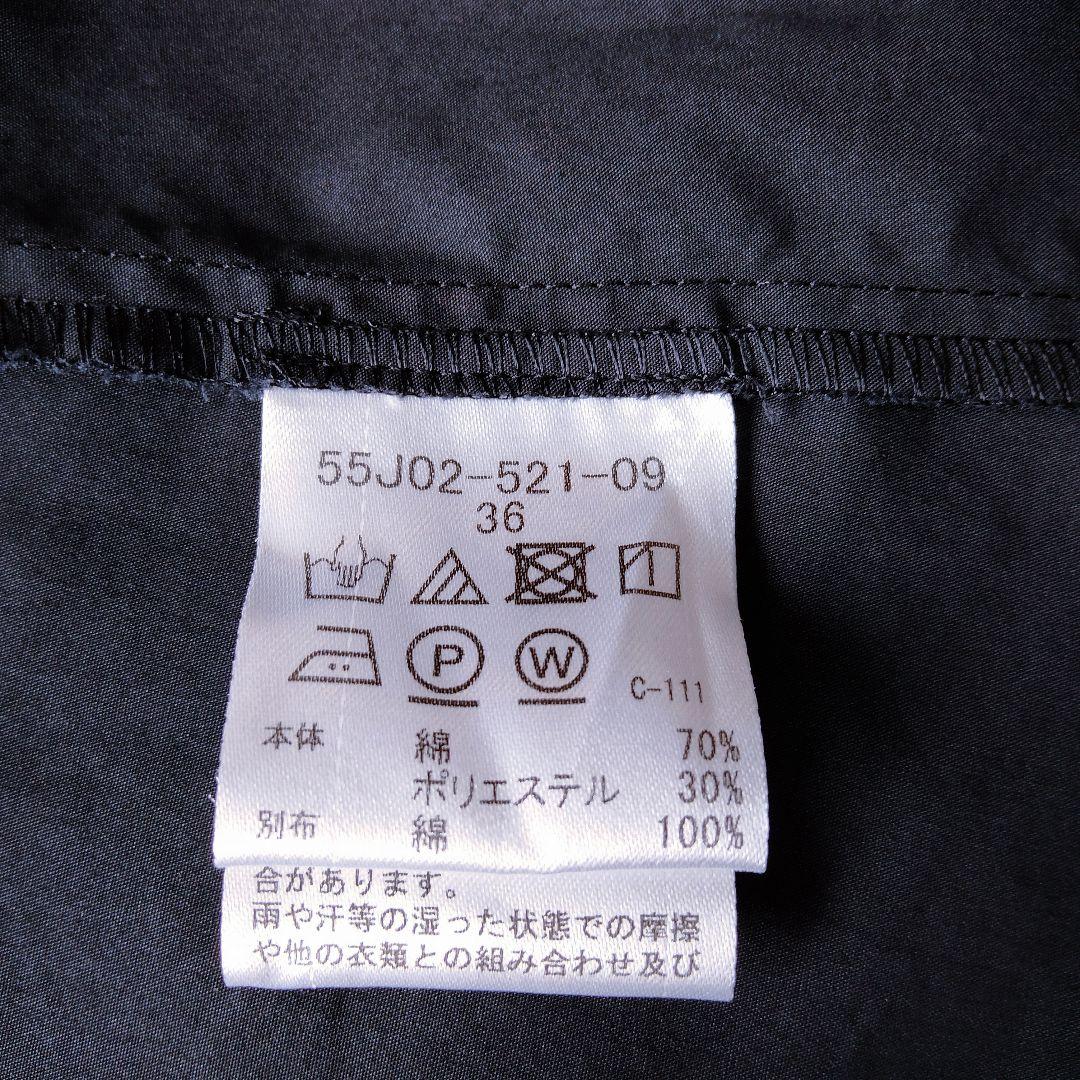 55J02-521-09
36
P W C-111
本体 綿 70%
ポリエステル 30%
別布 綿 100%
合があります。
雨や汗等の湿った状態での摩擦
や他の衣類との組み合わせ及び